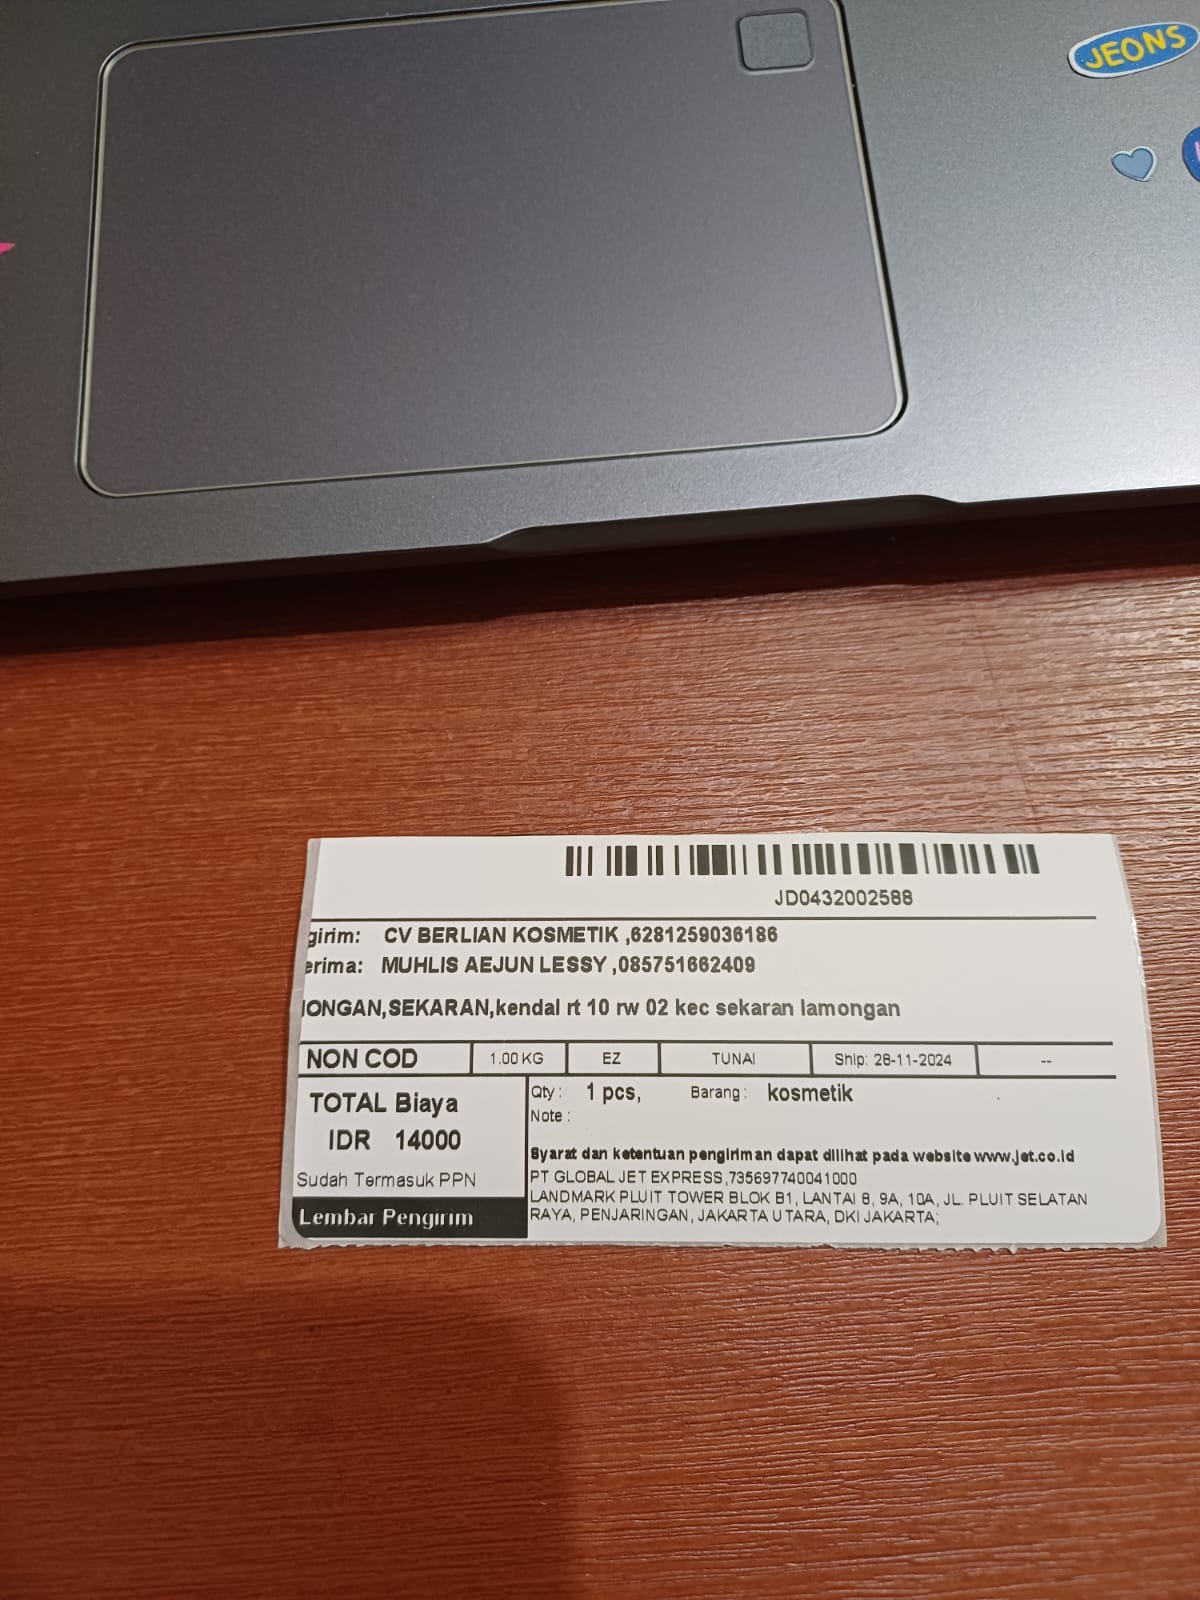 JEONS
JD0432002588
girim: CV BERLIAN KOSMETIK ,6281259036186
erima: MUHLIS AEJUN LESSY ,085751662409
ONGAN,SEKARAN,kendal rt 10 rw 02 kec sekaran lamongan
NON COD 1.00 KG EZ TUNAI Ship: 28-11-2024 --
TOTAL Biaya
IDR 14000
Sudah Termasuk PPN
Lembar Pengirim
Qty : 1 pcs, Barang : kosmetik
Note :
Syarat dan ketentuan pengiriman dapat dilihat pada website www.jet.co.id
PT GLOBAL JET EXPRESS,735697740041000
LANDMARK PLUIT TOWER BLOK B1, LANTAI 8, 9A, 10A, JL. PLUIT SELATAN
RAYA, PENJARINGAN, JAKARTA UTARA, DKI JAKARTA;